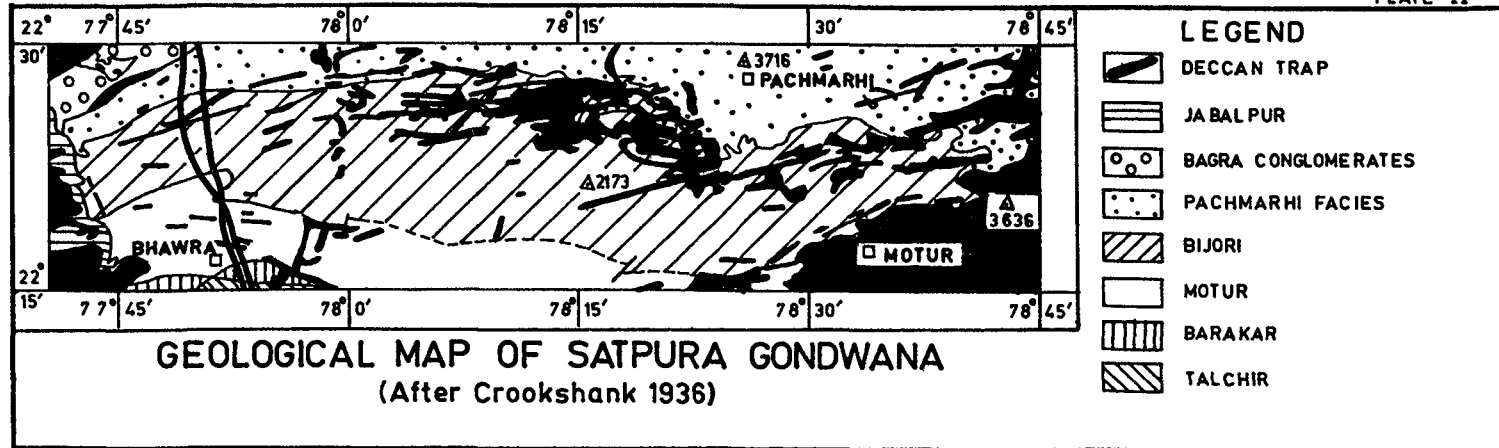 PLATE II
22° 77° 45′ 78° 0′ 78° 15′ 30′ 78° 45′
30′
△3716
□ PACHMARHI
△2173
△
3636
BHAWRA
□ MOTUR
22°
15′ 77° 45′ 78° 0′ 78° 15′ 78° 30′ 78° 45′
GEOLOGICAL MAP OF SATPURA GONDWANA
(After Crookshank 1936)
LEGEND
DECCAN TRAP
JABALPUR
BAGRA CONGLOMERATES
PACHMARHI FACIES
BIJORI
MOTUR
BARAKAR
TALCHIR